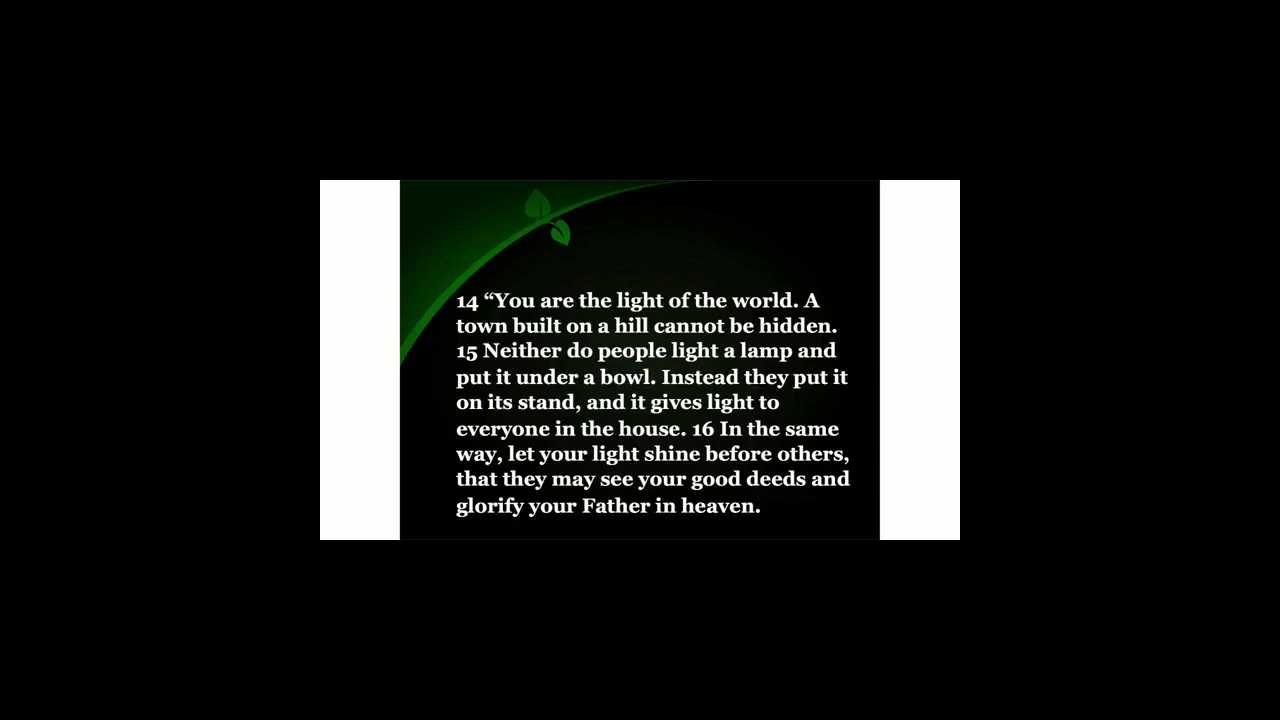 14 “You are the light of the world. A
town built on a hill cannot be hidden.
15 Neither do people light a lamp and
put it under a bowl. Instead they put it
on its stand, and it gives light to
everyone in the house. 16 In the same
way, let your light shine before others,
that they may see your good deeds and
glorify your Father in heaven.